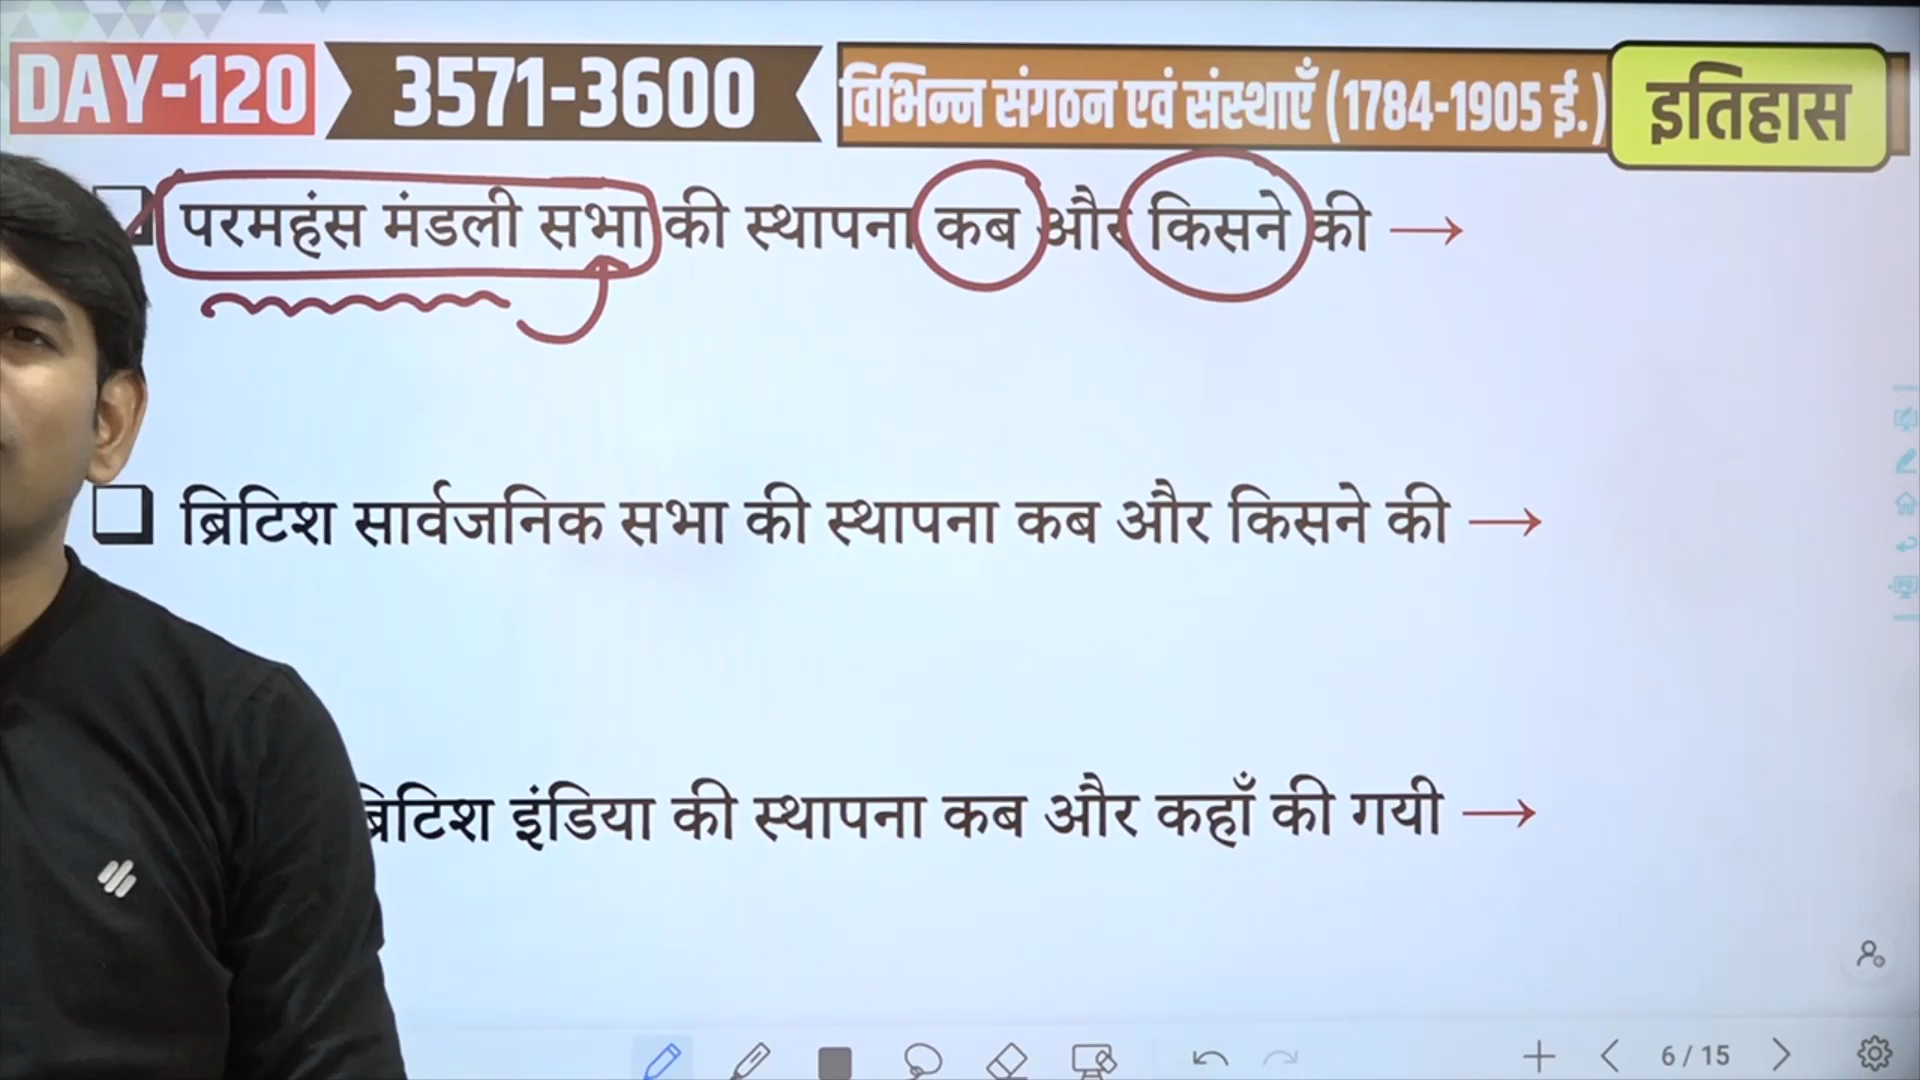 DAY-120 3571-3600 विभिन्न संगठन एवं संस्थाएँ (1784-1905 ई.) इतिहास
परमहंस मंडली सभा की स्थापना कब और किसने की →
ब्रिटिश सार्वजनिक सभा की स्थापना कब और किसने की →
ब्रिटिश इंडिया की स्थापना कब और कहाँ की गयी →
6 / 15